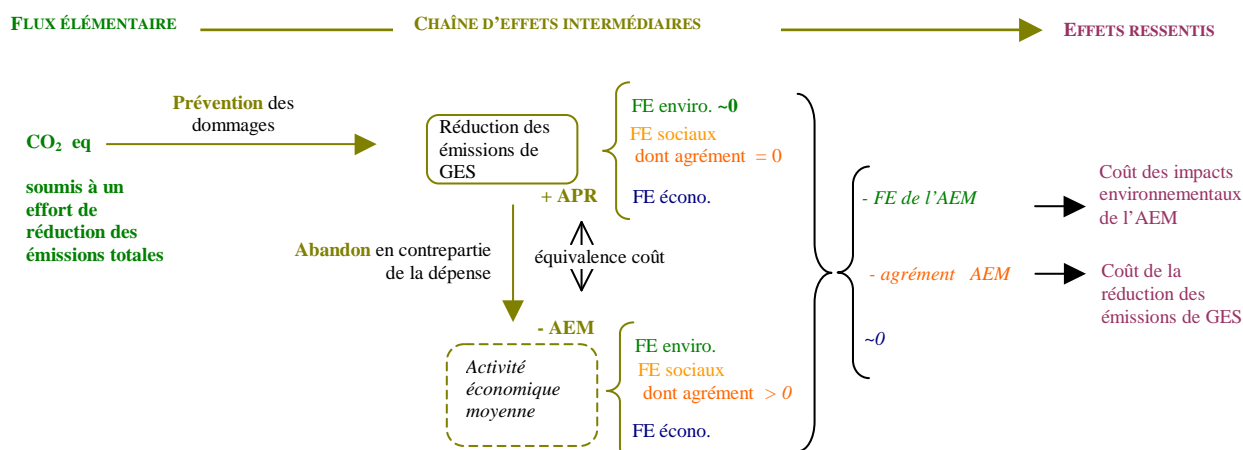 FLUX ÉLÉMENTAIRE
CHAÎNE D'EFFETS INTERMÉDIAIRES
EFFETS RESSENTIS
Prévention des
dommages
CO₂ eq
soumis à un
effort de
réduction des
émissions totales
Réduction des
émissions de
GES
+ APR
FE enviro. ~0
FE sociaux
dont agrément = 0
FE écono.
Abandon en contrepartie
de la dépense
équivalence coût
- AEM
Activité
économique
moyenne
FE enviro.
FE sociaux
dont agrément > 0
FE écono.
- FE de l'AEM
- agrément AEM
~0
Coût des impacts
environnementaux
de l'AEM
Coût de la
réduction des
émissions de GES